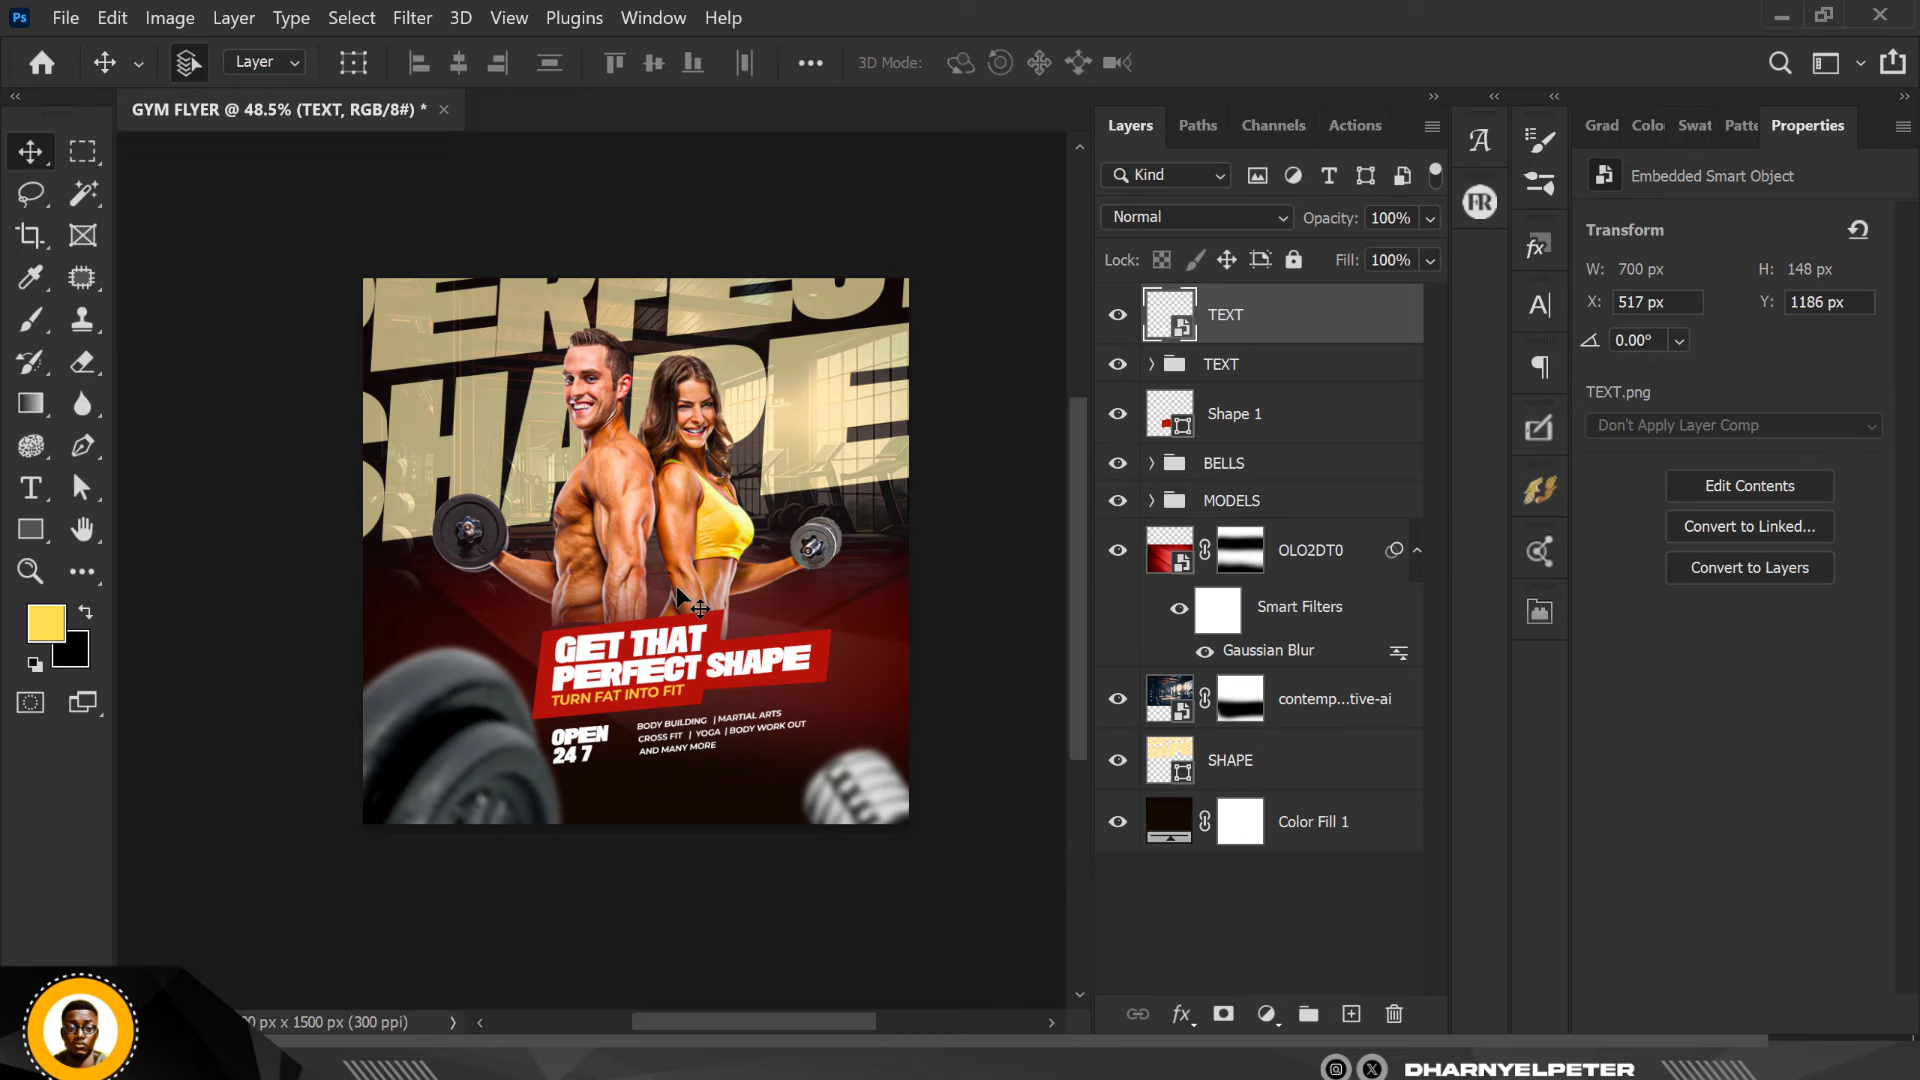 Ps File Edit Image Layer Type Select Filter 3D View Plugins Window Help
Layer
3D Mode:
GYM FLYER @ 48.5% (TEXT, RGB/8#) *
PERFECT
SHAPE
GET THAT
PERFECT SHAPE
TURN FAT INTO FIT
OPEN
24 7
BODY BUILDING | MARTIAL ARTS
CROSS FIT | YOGA | BODY WORK OUT
AND MANY MORE
0 px x 1500 px (300 ppi)
Layers Paths Channels Actions
Kind
Normal Opacity: 100%
Lock: Fill: 100%
TEXT
TEXT
Shape 1
BELLS
MODELS
OLO2DT0
Smart Filters
Gaussian Blur
contemp...tive-ai
SHAPE
Color Fill 1
fx
A
FR
fx
A|
Grad Colo Swat Patte Properties
Embedded Smart Object
Transform
W: 700 px H: 148 px
X: 517 px Y: 1186 px
0.00°
TEXT.png
Don't Apply Layer Comp
Edit Contents
Convert to Linked...
Convert to Layers
DHARNYELPETER